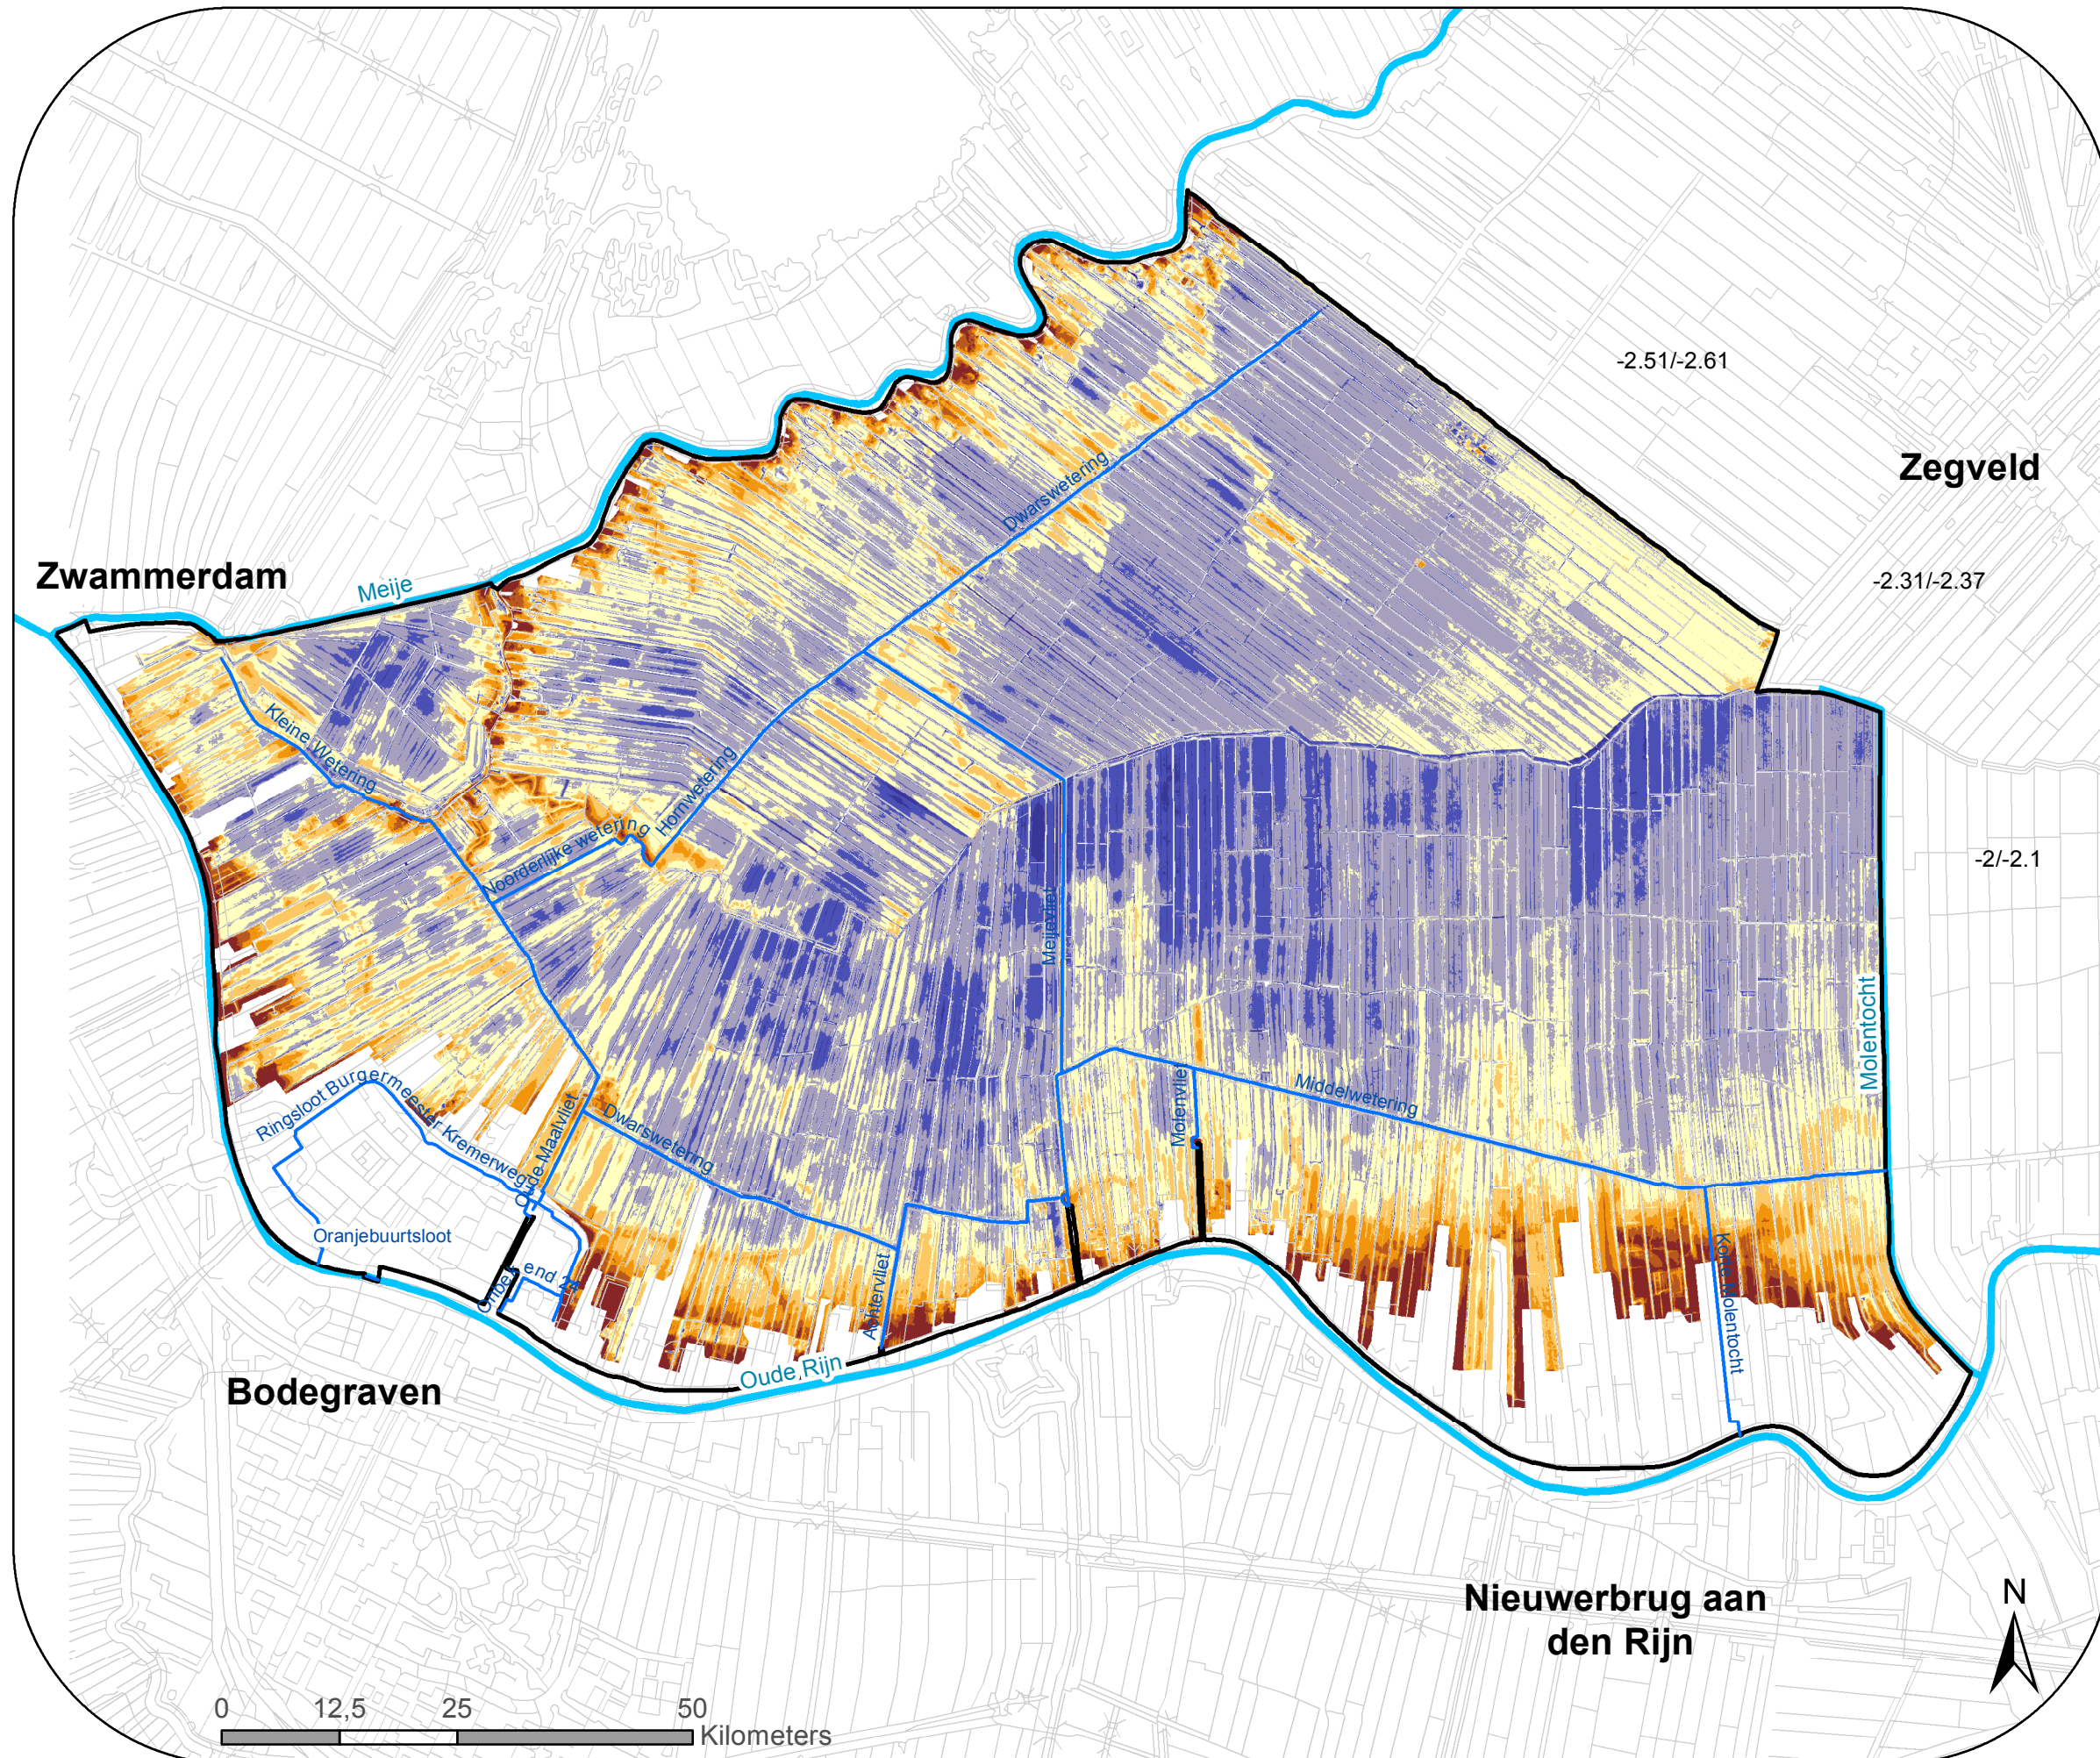 -2.51/-2.61
Zegveld
Dwarswetering
Zwammerdam
Meije
-2.31/-2.37
Kleine Wetering
Hornwetering
Noorderlijke wetering
-2/-2.1
Meijevliet
Molentocht
Ringsloot Burgermeester Kremerweg
Oude-Maalvliet
Dwarswetering
Molenvliet
Middelwetering
Oranjebuurtsloot
Achtervliet
Korte Molentocht
Oude Rijn
Bodegraven
Nieuwerbrug aan
den Rijn
N
0 12,5 25 50
Kilometers